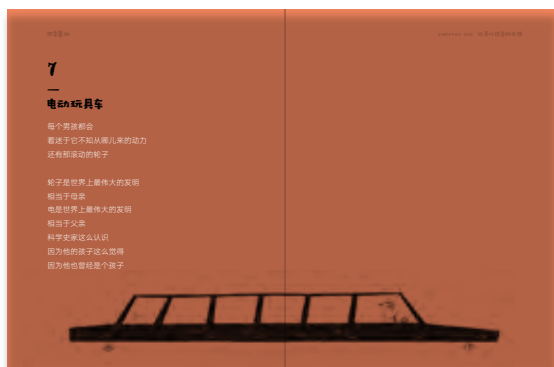 7
电动玩具车
每个男孩都会
着迷于它不知从哪儿来的动力
还有那滚动的轮子
轮子是世界上最伟大的发明
相当于母亲
电是世界上最伟大的发明
相当于父亲
科学史家这么认识
因为他的孩子这么觉得
因为他也曾经是个孩子